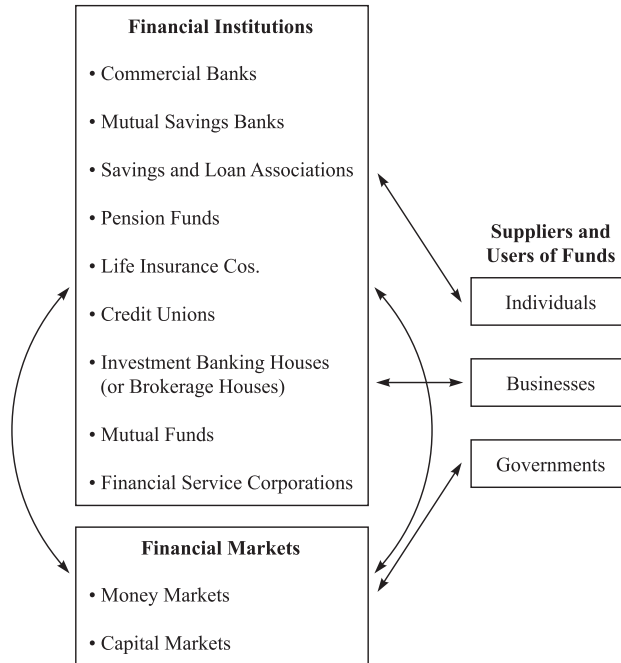 Financial Institutions
• Commercial Banks
• Mutual Savings Banks
• Savings and Loan Associations
• Pension Funds
• Life Insurance Cos.
• Credit Unions
• Investment Banking Houses
(or Brokerage Houses)
• Mutual Funds
• Financial Service Corporations
Financial Markets
• Money Markets
• Capital Markets
Suppliers and
Users of Funds
Individuals
Businesses
Governments